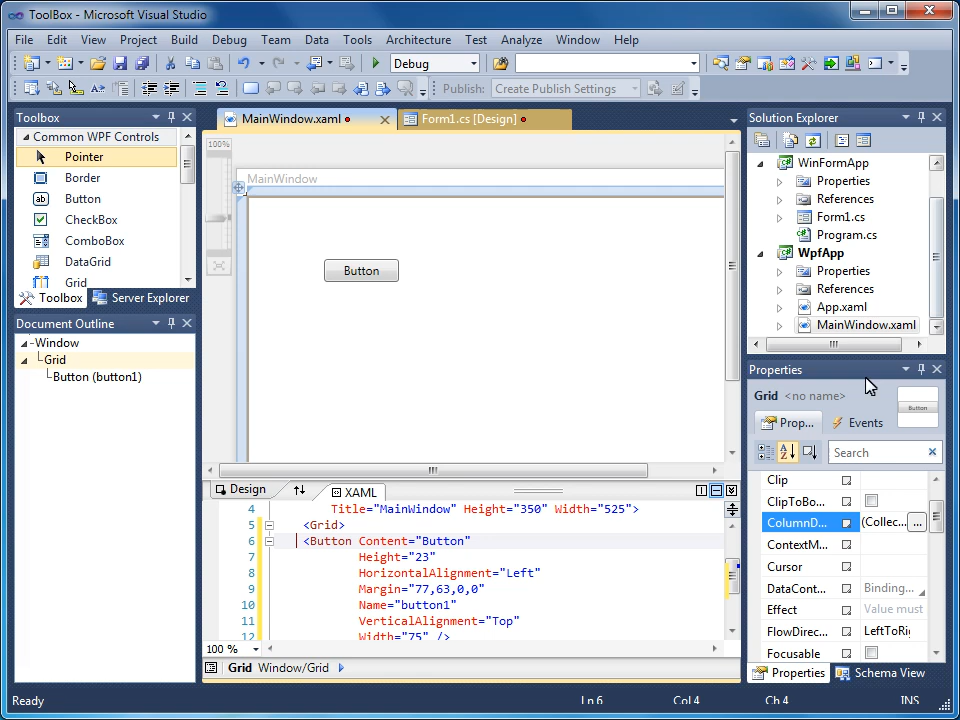 ToolBox - Microsoft Visual Studio
File Edit View Project Build Debug Team Data Tools Architecture Test Analyze Window Help
Debug
Publish: Create Publish Settings
Toolbox
Common WPF Controls
Pointer
Border
Button
CheckBox
ComboBox
DataGrid
Grid
Toolbox Server Explorer
Document Outline
Window
Grid
Button (button1)
MainWindow.xaml
Form1.cs [Design]
100%
MainWindow
Button
Design XAML
4 Title="MainWindow" Height="350" Width="525">
5 <Grid>
6 <Button Content="Button"
7 Height="23"
8 HorizontalAlignment="Left"
9 Margin="77,63,0,0"
10 Name="button1"
11 VerticalAlignment="Top"
12 Width="75" />
100 %
Grid Window/Grid
Solution Explorer
WinFormApp
Properties
References
Form1.cs
Program.cs
WpfApp
Properties
References
App.xaml
MainWindow.xaml
Properties
Grid <no name>
Button
Prop... Events
Search
Clip
ClipToBo...
ColumnD... (Collec... ...
ContextM...
Cursor
DataCont... Binding...
Effect Value must
FlowDirec... LeftToRi
Focusable
Properties Schema View
Ready Ln 6 Col 4 Ch 4 INS